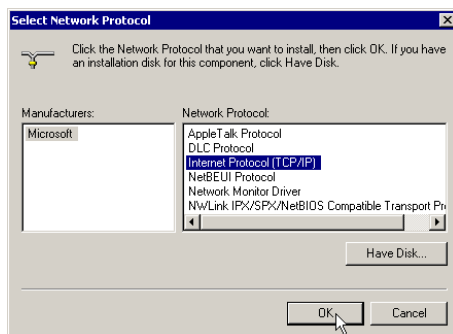 Select Network Protocol
Click the Network Protocol that you want to install, then click OK. If you have
an installation disk for this component, click Have Disk.
Manufacturers:
Microsoft
Network Protocol:
AppleTalk Protocol
DLC Protocol
Internet Protocol (TCP/IP)
NetBEUI Protocol
Network Monitor Driver
NWLink IPX/SPX/NetBIOS Compatible Transport
Have Disk...
OK
Cancel